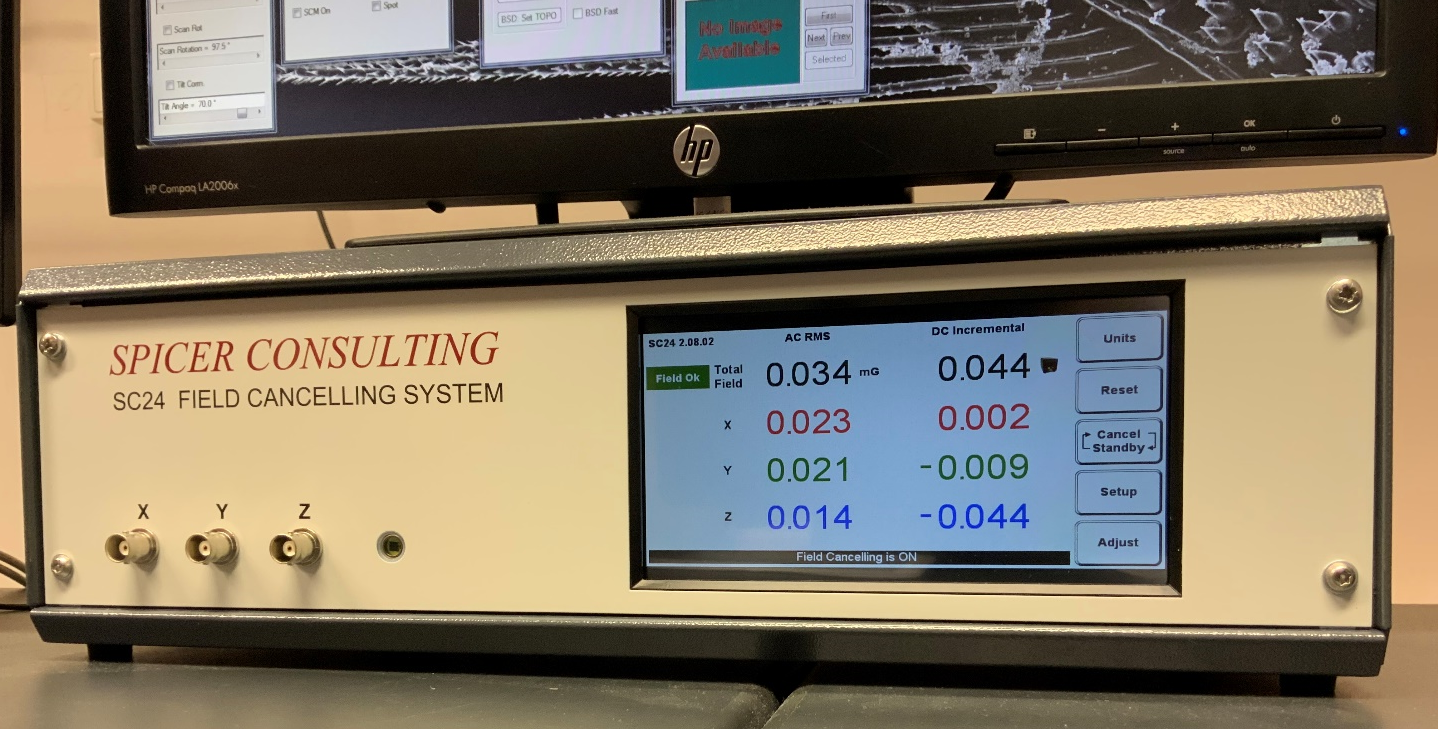 SCM On
Spot
BSD: Set TOPO
BSD Fast
Scan Rot
Scan Rotation = 97.5 °
Tilt Corrn.
Tilt Angle = 70.0 °
No Image
Available
Next
Prev
Selected
hp
HP Compaq LA2006x
source
OK
auto
SPICER CONSULTING
SC24 FIELD CANCELLING SYSTEM
X Y Z
SC24 2.08.02
AC RMS
DC Incremental
Field Ok
Total
Field
0.034 mG
0.044
X 0.023 0.002
Y 0.021 -0.009
Z 0.014 -0.044
Field Cancelling is ON
Units
Reset
Cancel
Standby
Setup
Adjust